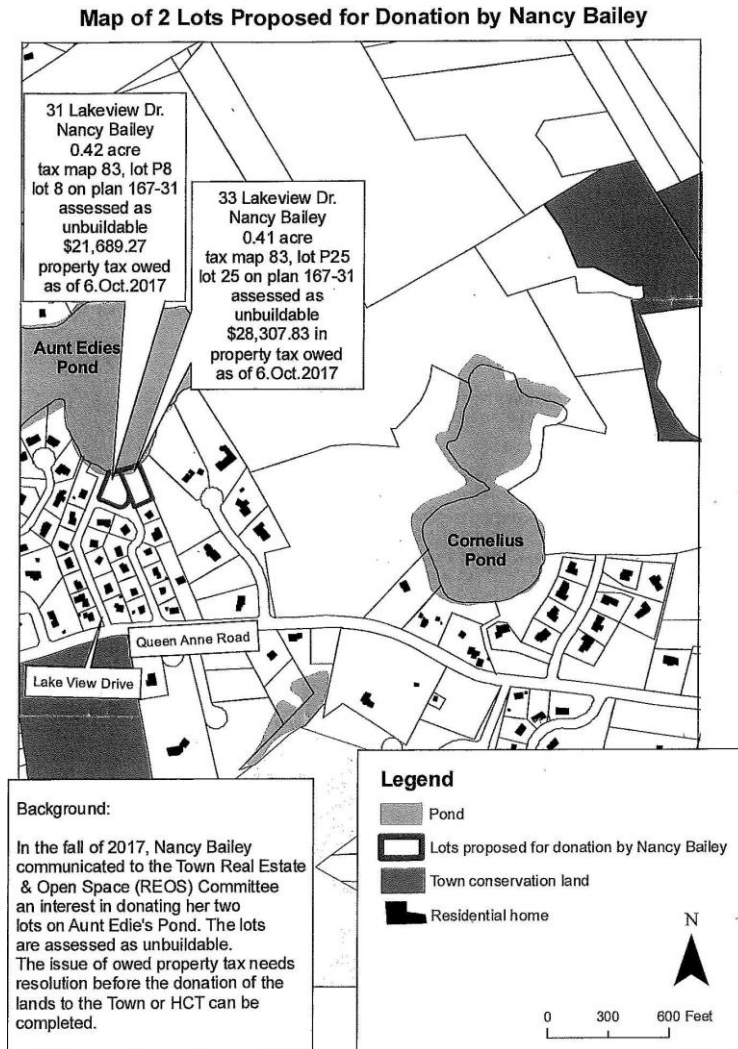 Map of 2 Lots Proposed for Donation by Nancy Bailey
31 Lakeview Dr.
Nancy Bailey
0.42 acre
tax map 83, lot P8
lot 8 on plan 167-31
assessed as
unbuildable
$21,689.27
property tax owed
as of 6.Oct.2017
33 Lakeview Dr.
Nancy Bailey
0.41 acre
tax map 83, lot P25
lot 25 on plan 167-31
assessed as
unbuildable
$28,307.83 in
property tax owed
as of 6.Oct.2017
Aunt Edies
Pond
Cornelius
Pond
Queen Anne Road
Lake View Drive
Background:
In the fall of 2017, Nancy Bailey
communicated to the Town Real Estate
& Open Space (REOS) Committee
an interest in donating her two
lots on Aunt Edie's Pond. The lots
are assessed as unbuildable.
The issue of owed property tax needs
resolution before the donation of the
lands to the Town or HCT can be
completed.
Legend
Pond
Lots proposed for donation by Nancy Bailey
Town conservation land
Residential home
N
0 300 600 Feet